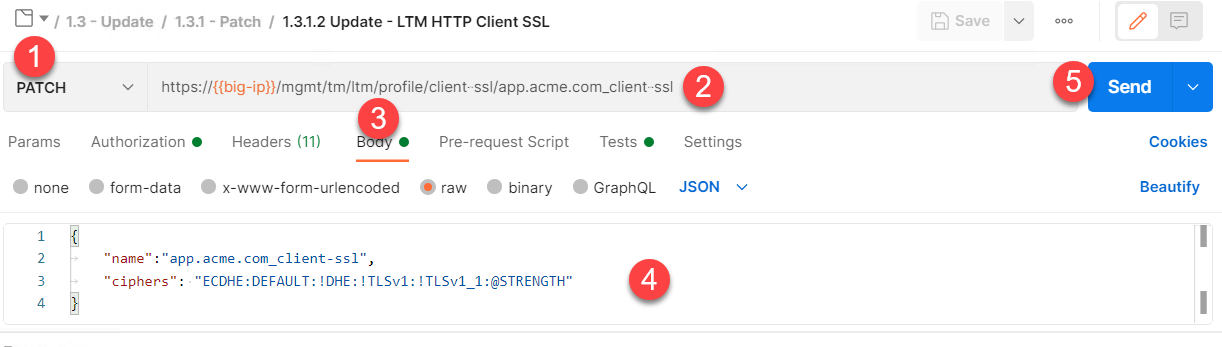 / 1.3 - Update / 1.3.1 - Patch / 1.3.1.2 Update - LTM HTTP Client SSL
Save
1
PATCH
https://{{big-ip}}/mgmt/tm/ltm/profile/client-ssl/app.acme.com_client-ssl
2
5
Send
3
Params Authorization Headers (11) Body Pre-request Script Tests Settings Cookies
none form-data x-www-form-urlencoded raw binary GraphQL JSON Beautify
1 {
2 "name":"app.acme.com_client-ssl",
3 "ciphers": "ECDHE:DEFAULT:!DHE:!TLSv1:!TLSv1_1:@STRENGTH"
4 }
4